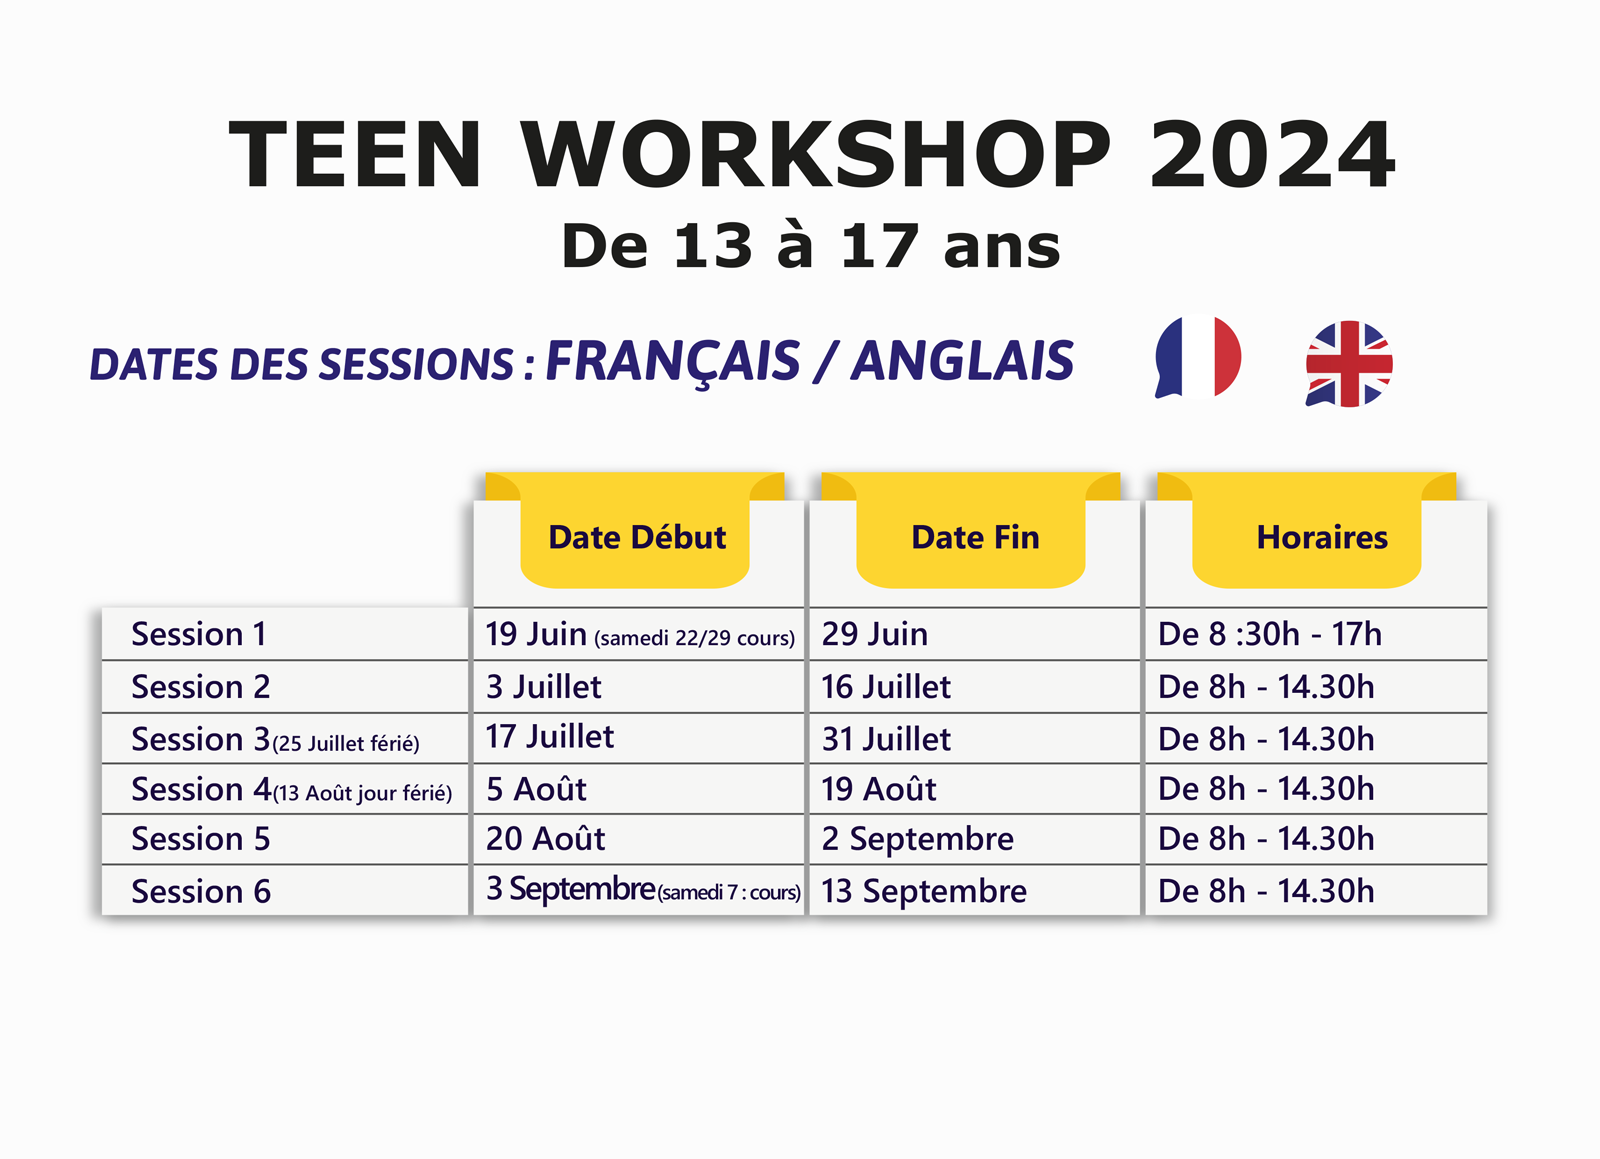 TEEN WORKSHOP 2024
De 13 à 17 ans
DATES DES SESSIONS : FRANÇAIS / ANGLAIS
Date Début Date Fin Horaires
Session 1 19 Juin (samedi 22/29 cours) 29 Juin De 8 :30h - 17h
Session 2 3 Juillet 16 Juillet De 8h - 14.30h
Session 3(25 Juillet férié) 17 Juillet 31 Juillet De 8h - 14.30h
Session 4(13 Août jour férié) 5 Août 19 Août De 8h - 14.30h
Session 5 20 Août 2 Septembre De 8h - 14.30h
Session 6 3 Septembre(samedi 7 : cours) 13 Septembre De 8h - 14.30h